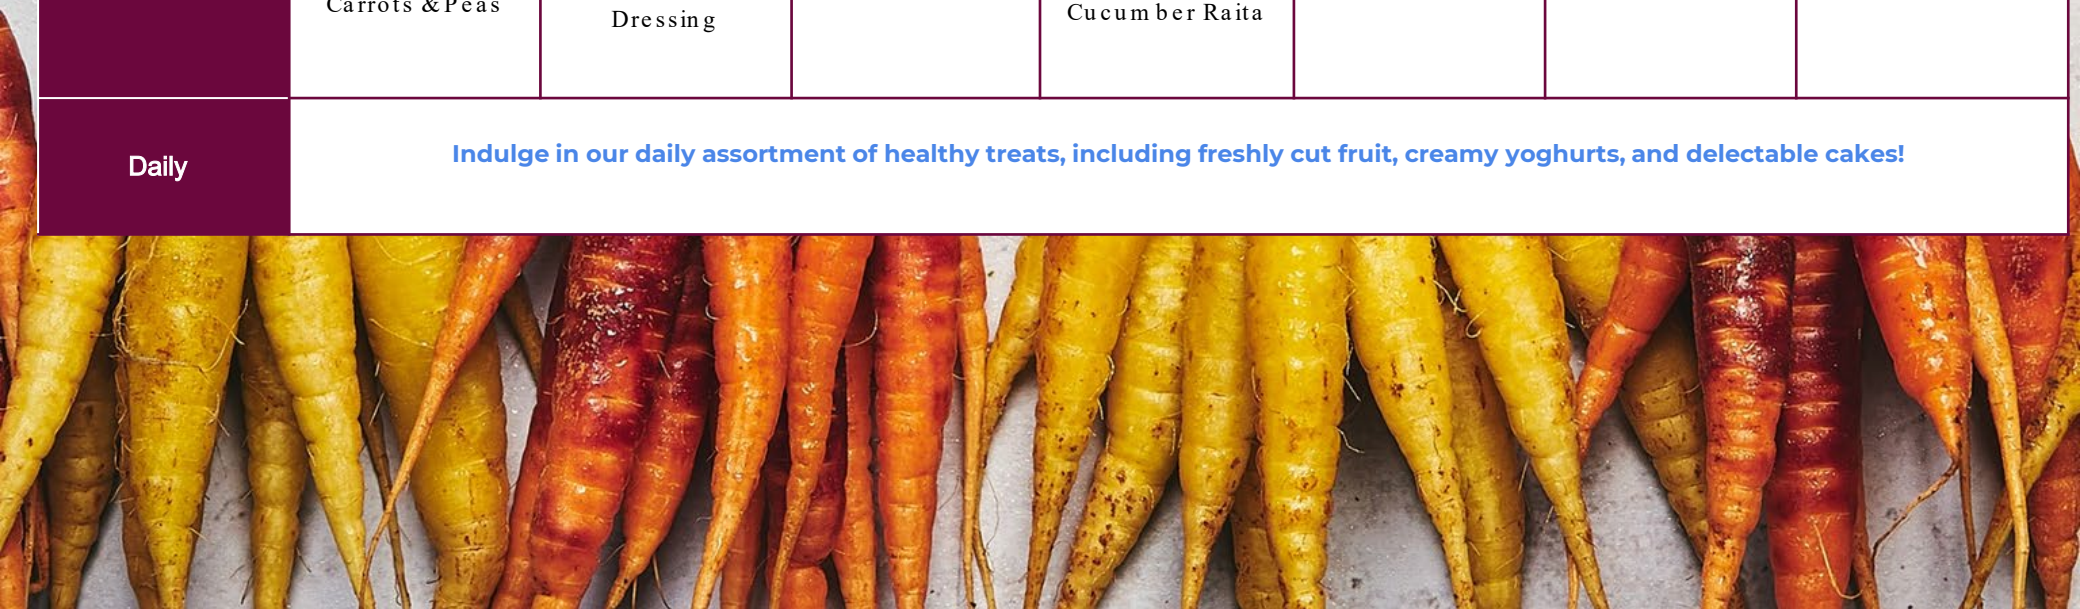 Carrots & Peas
Dressing
Cucumber Raita
Daily
Indulge in our daily assortment of healthy treats, including freshly cut fruit, creamy yoghurts, and delectable cakes!